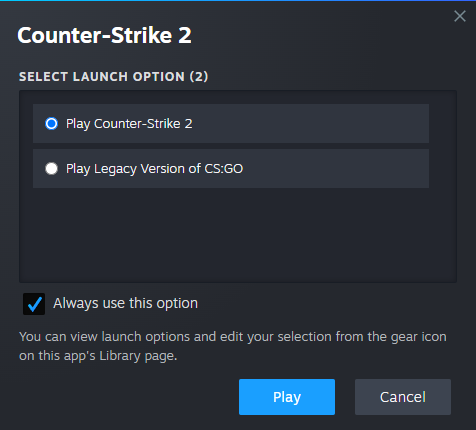 Counter-Strike 2
SELECT LAUNCH OPTION (2)
Play Counter-Strike 2
Play Legacy Version of CS:GO
Always use this option
You can view launch options and edit your selection from the gear icon
on this app's Library page.
Play
Cancel